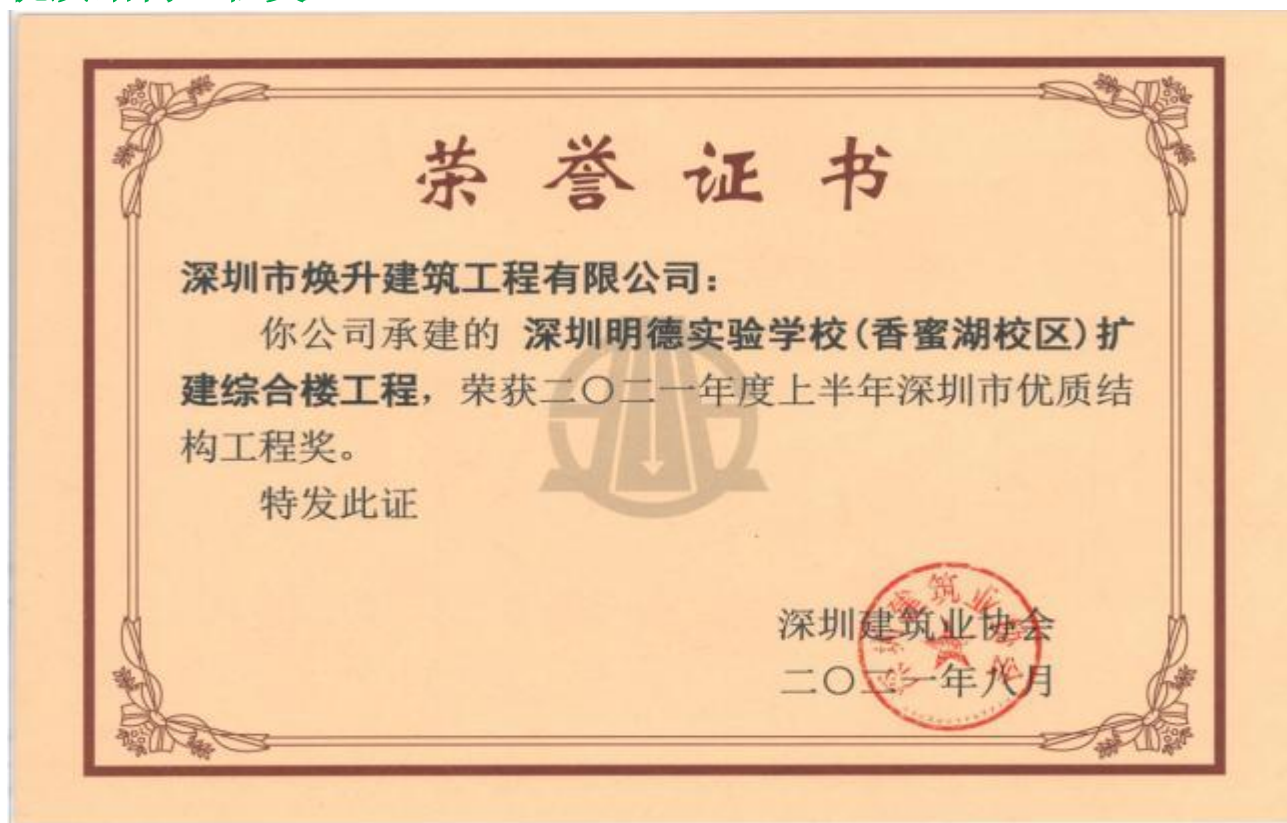 荣誉证书
深圳市焕升建筑工程有限公司：
你公司承建的 深圳明德实验学校(香蜜湖校区)扩
建综合楼工程，荣获二〇二一年度上半年深圳市优质结
构工程奖。
特发此证
深圳建筑业协会
二〇二一年八月